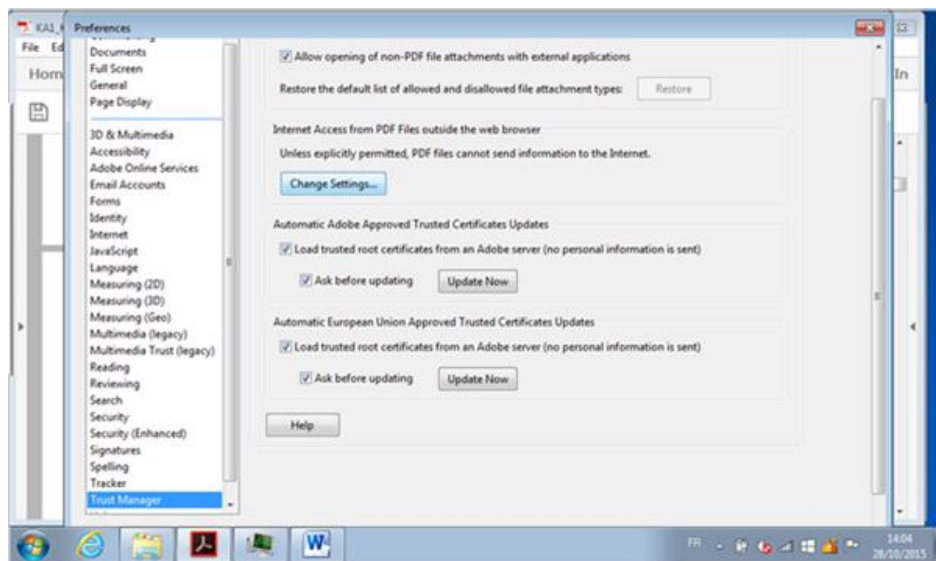 KA1_
Preferences
File Ed
Hom
In
Documents
Full Screen
General
Page Display
3D & Multimedia
Accessibility
Adobe Online Services
Email Accounts
Forms
Identity
Internet
JavaScript
Language
Measuring (2D)
Measuring (3D)
Measuring (Geo)
Multimedia (legacy)
Multimedia Trust (legacy)
Reading
Reviewing
Search
Security
Security (Enhanced)
Signatures
Spelling
Tracker
Trust Manager
Allow opening of non-PDF file attachments with external applications
Restore the default list of allowed and disallowed file attachment types: Restore
Internet Access from PDF Files outside the web browser
Unless explicitly permitted, PDF files cannot send information to the Internet.
Change Settings...
Automatic Adobe Approved Trusted Certificates Updates
Load trusted root certificates from an Adobe server (no personal information is sent)
Ask before updating Update Now
Automatic European Union Approved Trusted Certificates Updates
Load trusted root certificates from an Adobe server (no personal information is sent)
Ask before updating Update Now
Help
FR
14:04
28/10/2015